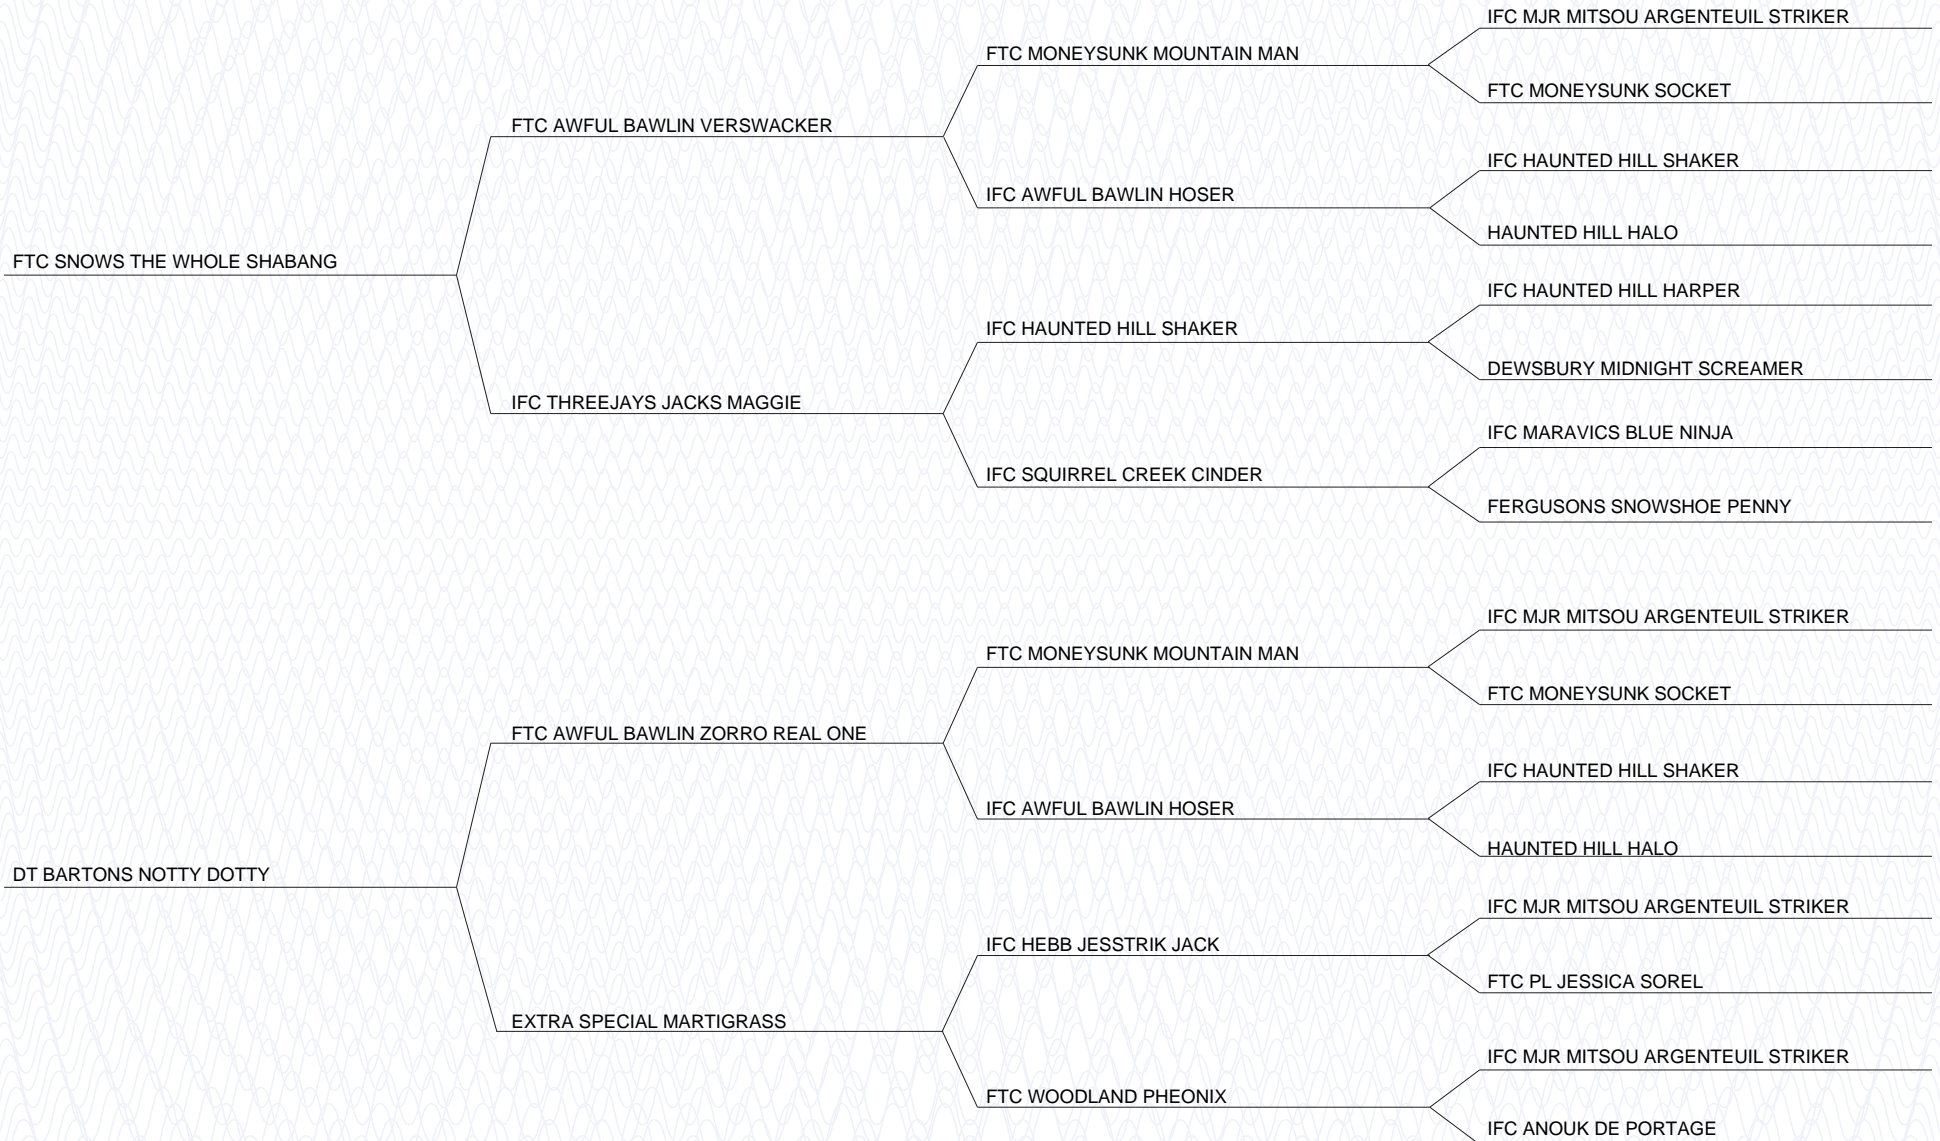 IFC MJR MITSOU ARGENTEUIL STRIKER
FTC MONEYSUNK MOUNTAIN MAN
FTC MONEYSUNK SOCKET
FTC AWFUL BAWLIN VERSWACKER
IFC HAUNTED HILL SHAKER
IFC AWFUL BAWLIN HOSER
HAUNTED HILL HALO
FTC SNOWS THE WHOLE SHABANG
IFC HAUNTED HILL HARPER
IFC HAUNTED HILL SHAKER
DEWSBURY MIDNIGHT SCREAMER
IFC THREEJAYS JACKS MAGGIE
IFC MARAVICS BLUE NINJA
IFC SQUIRREL CREEK CINDER
FERGUSONS SNOWSHOE PENNY
IFC MJR MITSOU ARGENTEUIL STRIKER
FTC MONEYSUNK MOUNTAIN MAN
FTC MONEYSUNK SOCKET
FTC AWFUL BAWLIN ZORRO REAL ONE
IFC HAUNTED HILL SHAKER
IFC AWFUL BAWLIN HOSER
HAUNTED HILL HALO
DT BARTONS NOTTY DOTTY
IFC MJR MITSOU ARGENTEUIL STRIKER
IFC HEBB JESSTRIK JACK
FTC PL JESSICA SOREL
EXTRA SPECIAL MARTIGRASS
IFC MJR MITSOU ARGENTEUIL STRIKER
FTC WOODLAND PHEONIX
IFC ANOUK DE PORTAGE